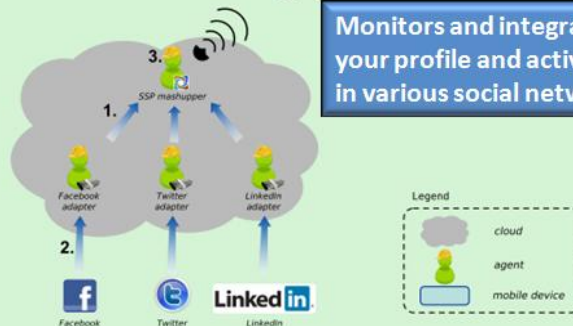 Monitors and integra
your profile and activ
in various social netw
3.
SSP mashupper
1.
Facebook
adapter
Twitter
adapter
LinkedIn
adapter
2.
f
t
Linked in
Facebook
Twitter
LinkedIn
Legend
cloud
agent
mobile device